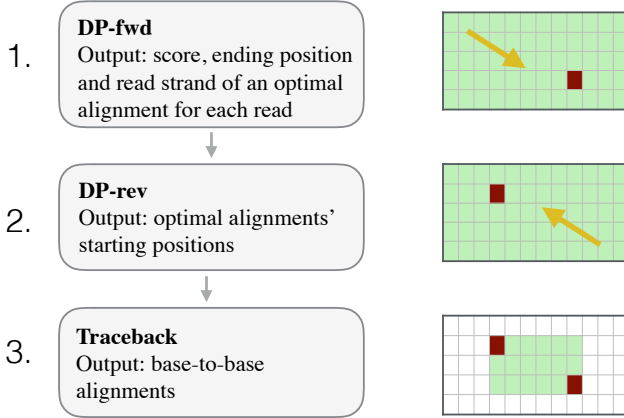 1.
DP-fwd
Output: score, ending position
and read strand of an optimal
alignment for each read
2.
DP-rev
Output: optimal alignments’
starting positions
3.
Traceback
Output: base-to-base
alignments